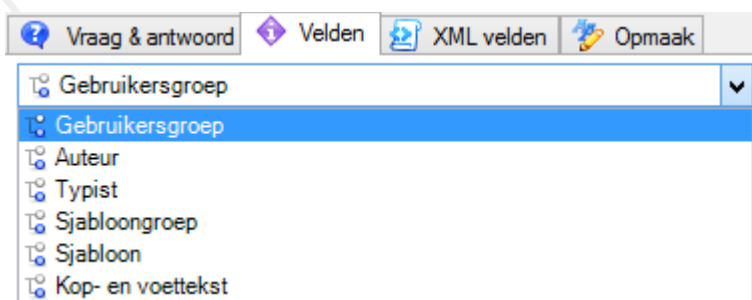 Vraag & antwoord Velden XML velden Opmaak
Gebruikersgroep
Gebruikersgroep
Auteur
Typist
Sjabloongroep
Sjabloon
Kop- en voettekst